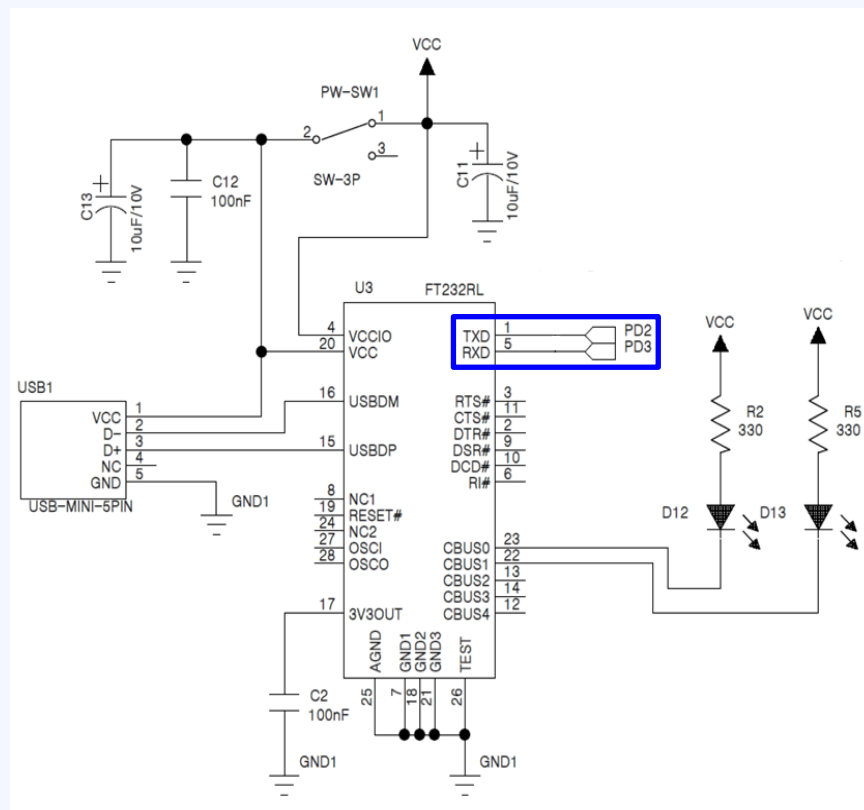 VCC
PW-SW1
2
1
3
SW-3P
C13
10uF/10V
C12
100nF
C11
10uF/10V
U3
FT232RL
4
VCCIO
20
VCC
TXD
1
PD2
RXD
5
PD3
VCC
VCC
USB1
VCC
1
D-
2
D+
3
NC
4
GND
5
USB-MINI-5PIN
GND1
16
USBDM
15
USBDP
8
NC1
19
RESET#
24
NC2
27
OSCI
28
OSCO
17
3V3OUT
RTS#
3
CTS#
11
DTR#
2
DSR#
9
DCD#
10
RI#
6
R2
330
R5
330
D12
D13
CBUS0
23
CBUS1
22
CBUS2
13
CBUS3
14
CBUS4
12
AGND
GND1
GND2
GND3
TEST
25
7
18
21
26
C2
100nF
GND1
GND1